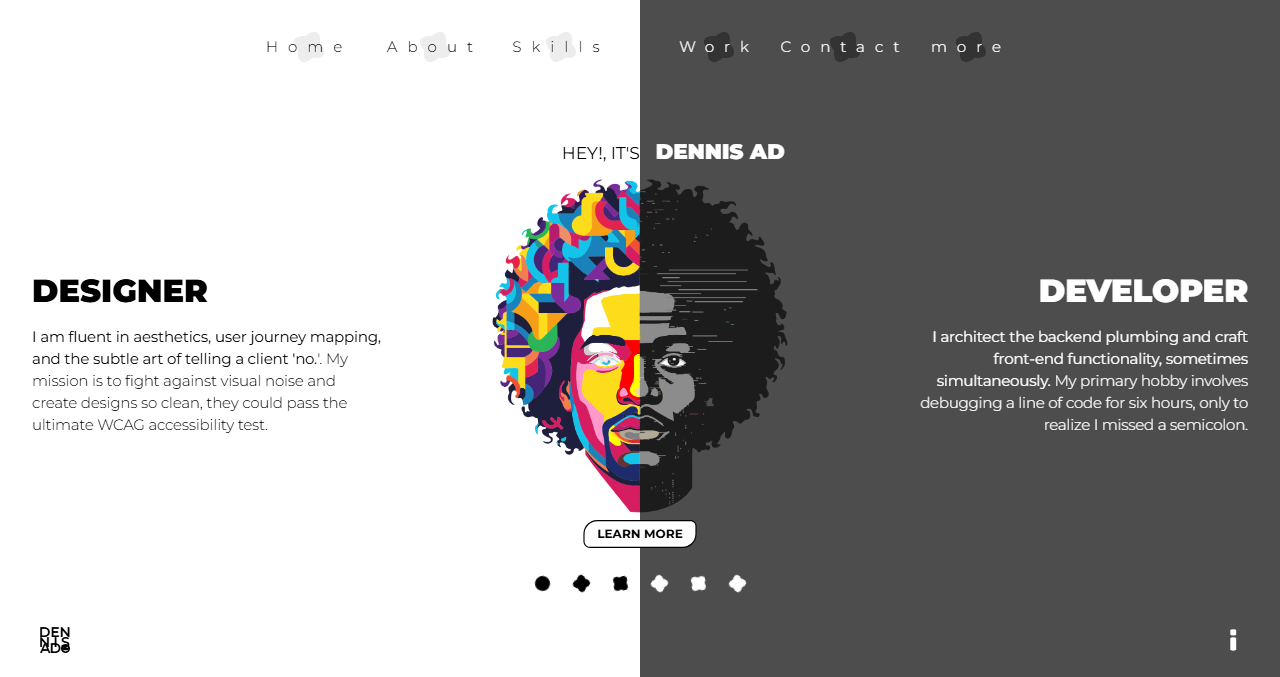 Home About Skills Work Contact more
HEY!, IT'S DENNIS AD
DESIGNER
I am fluent in aesthetics, user journey mapping,
and the subtle art of telling a client 'no.'. My
mission is to fight against visual noise and
create designs so clean, they could pass the
ultimate WCAG accessibility test.
DEVELOPER
I architect the backend plumbing and craft
front-end functionality, sometimes
simultaneously. My primary hobby involves
debugging a line of code for six hours, only to
realize I missed a semicolon.
LEARN MORE
DEN
NIS
AD